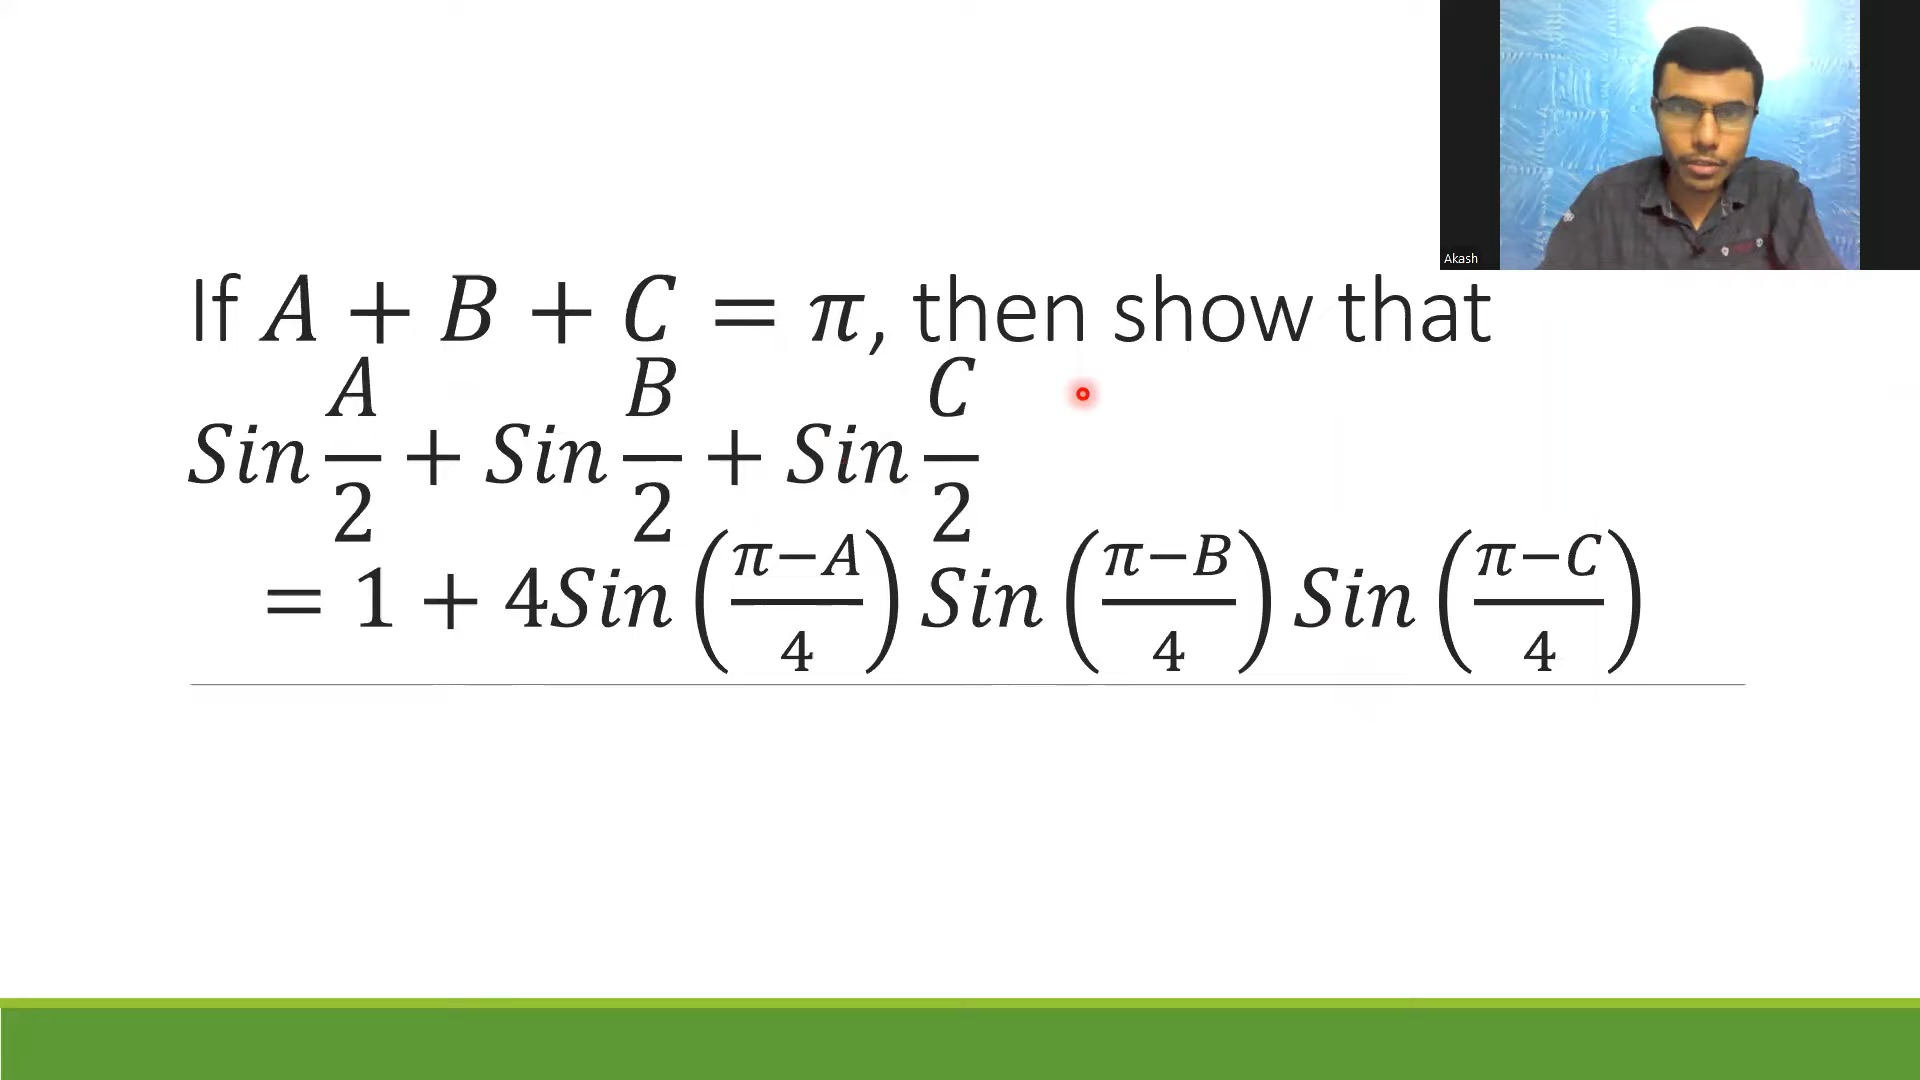 Akash
If A + B + C = π, then show that
Sin A/2 + Sin B/2 + Sin C/2
= 1 + 4Sin (π−A/4) Sin (π−B/4) Sin (π−C/4)